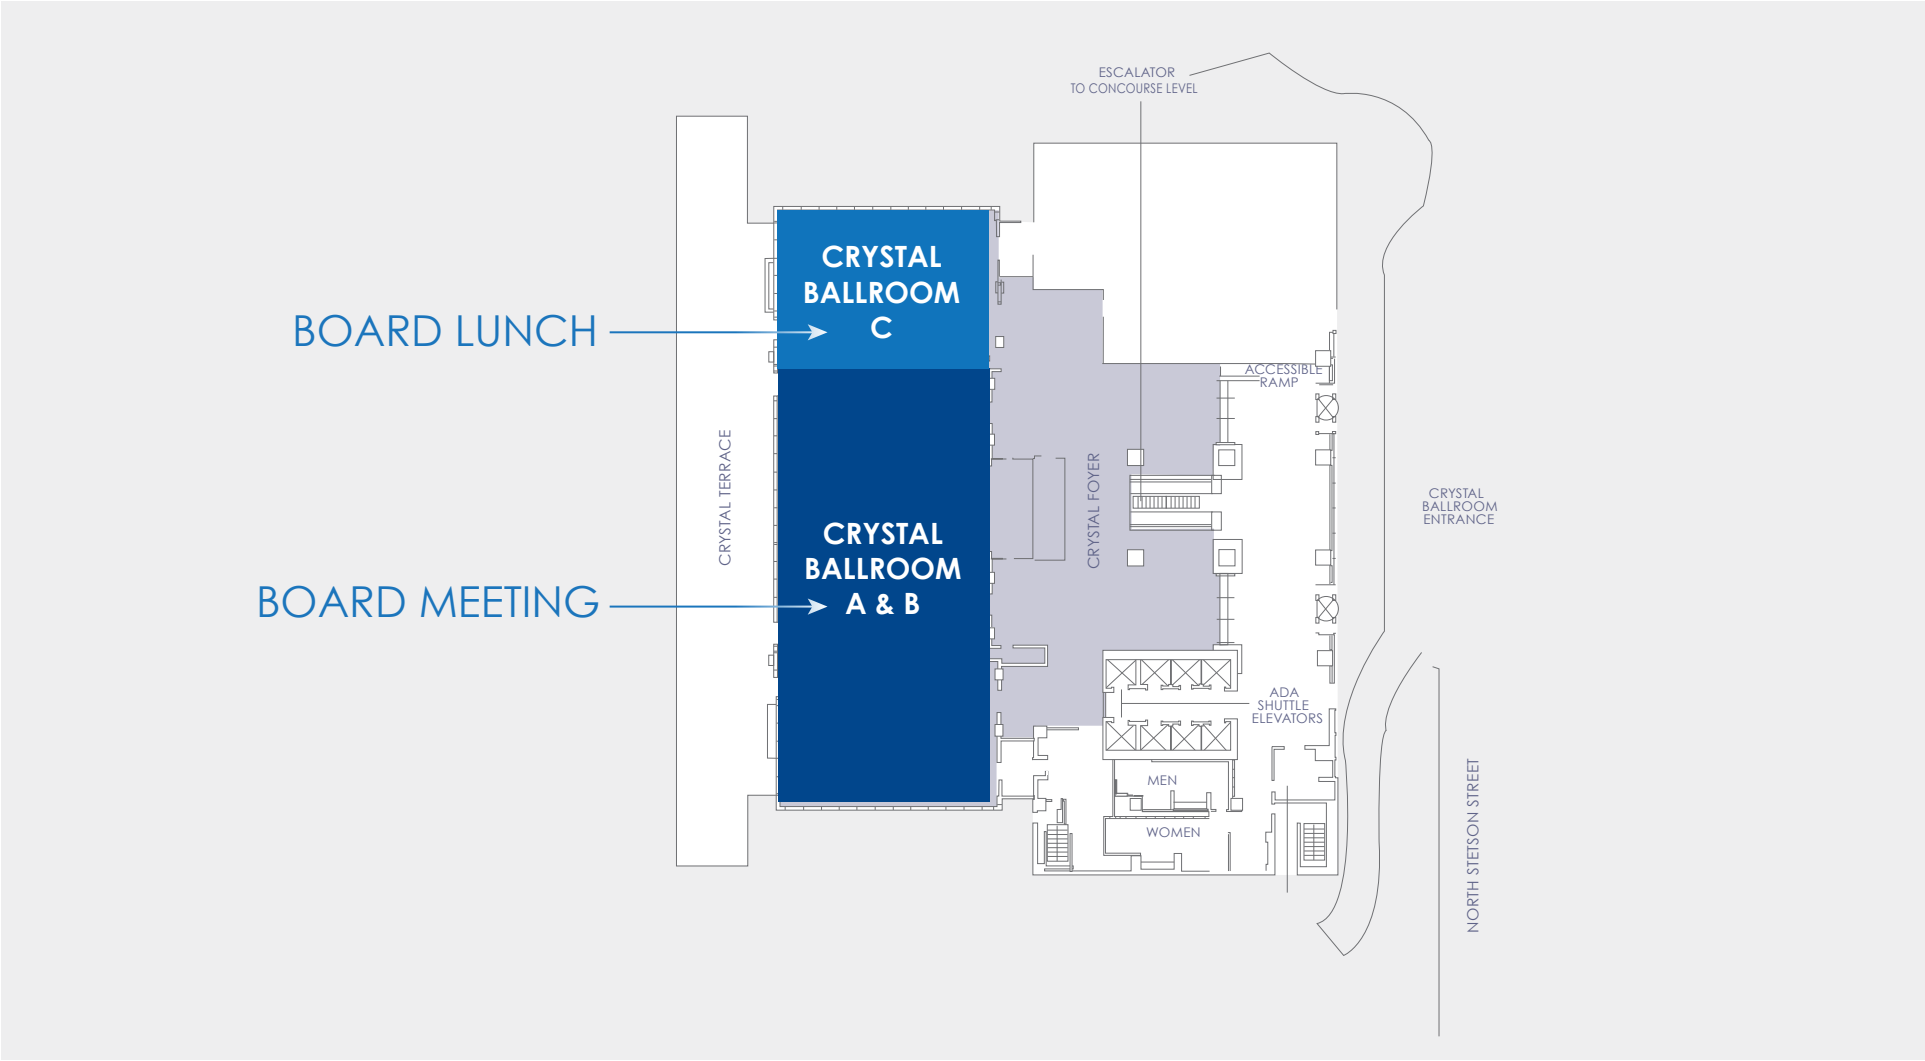 ESCALATOR
TO CONCOURSE LEVEL
CRYSTAL
BALLROOM
C
BOARD LUNCH
ACCESSIBLE
RAMP
CRYSTAL TERRACE
CRYSTAL FOYER
CRYSTAL
BALLROOM
ENTRANCE
CRYSTAL
BALLROOM
A & B
BOARD MEETING
ADA
SHUTTLE
ELEVATORS
MEN
WOMEN
NORTH STETSON STREET